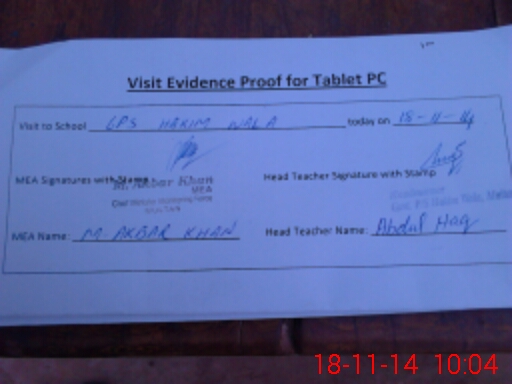 Visit Evidence Proof for Tablet PC
Visit to School GPS HAKIM NALA today on 18-11-14
MEA Signatures with Stamp Head Teacher Signature with Stamp
M. Akbar Khan
MEA
MEA Name: M AKBAR KHAN Head Teacher Name: Abdul Haq
18-11-14 10:04